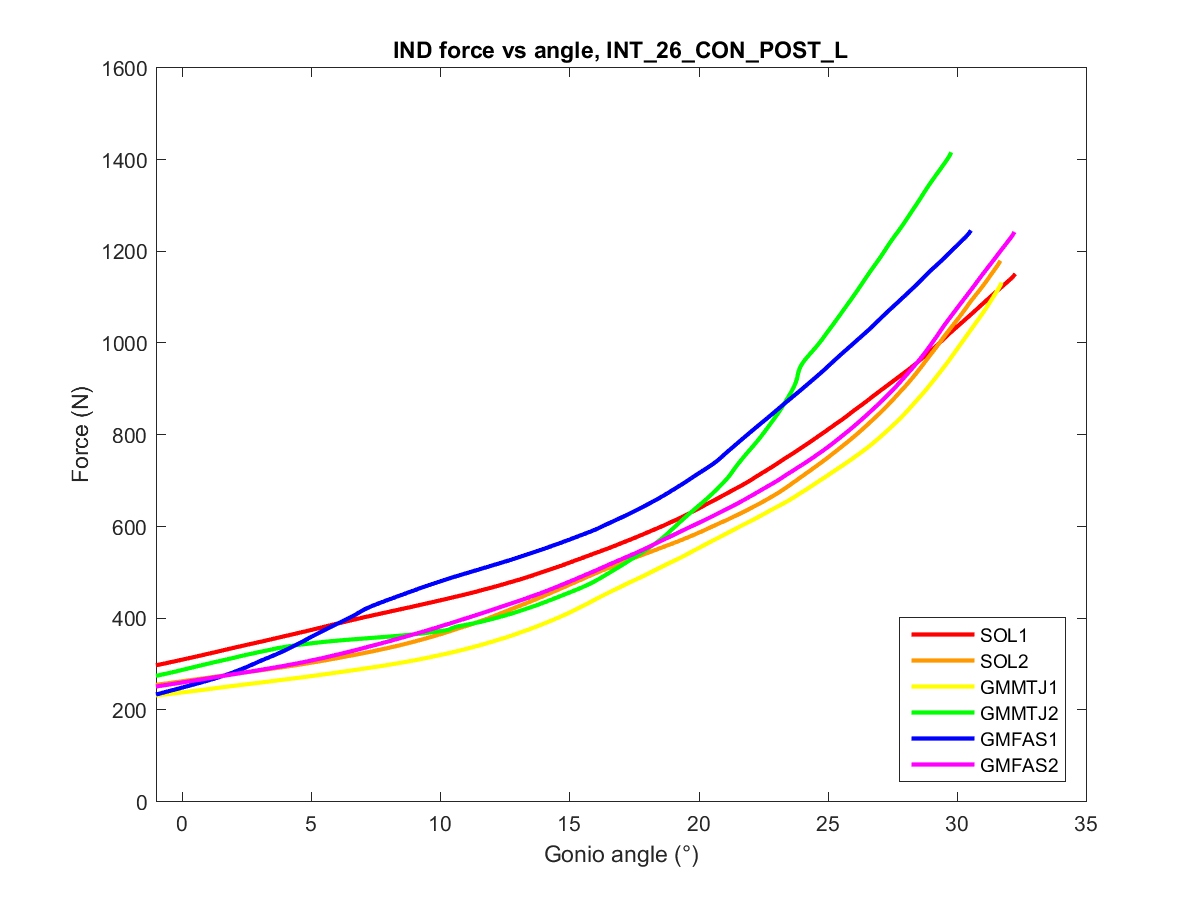 IND force vs angle, INT_26_CON_POST_L
1600
1400
1200
1000
800
600
400
200
0
Force (N)
0 5 10 15 20 25 30 35
Gonio angle (°)
SOL1
SOL2
GMMTJ1
GMMTJ2
GMFAS1
GMFAS2